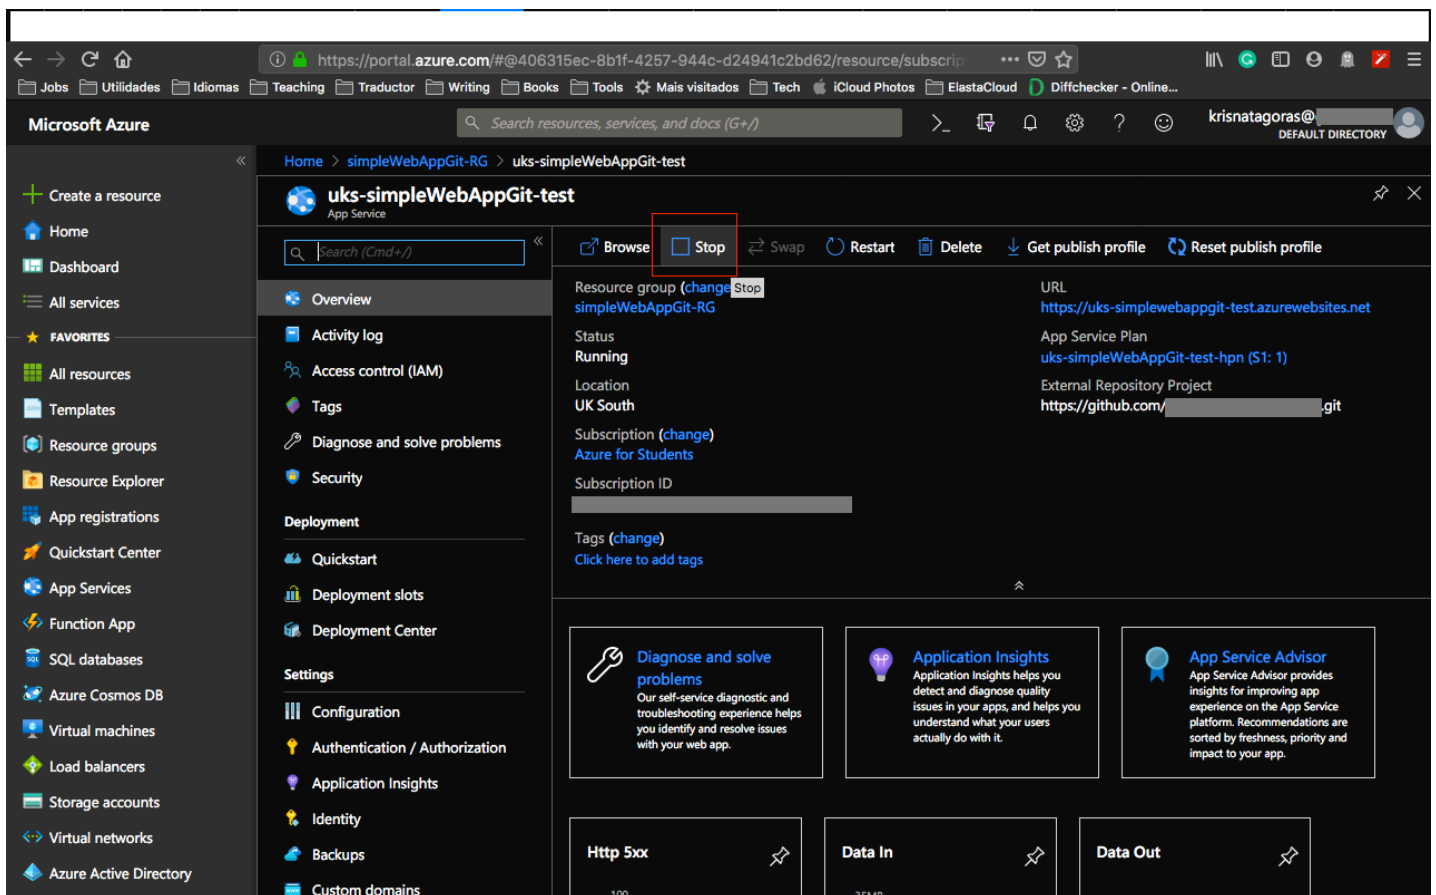 https://portal.azure.com/#@406315ec-8b1f-4257-944c-d24941c2bd62/resource/subscrip
Jobs Utilidades Idiomas Teaching Traductor Writing Books Tools Mais visitados Tech iCloud Photos ElastaCloud Diffchecker - Online...
Microsoft Azure
Search resources, services, and docs (G+/)
krisnatagoras@
DEFAULT DIRECTORY
Home > simpleWebAppGit-RG > uks-simpleWebAppGit-test
Create a resource
Home
Dashboard
All services
FAVORITES
All resources
Templates
Resource groups
Resource Explorer
App registrations
Quickstart Center
App Services
Function App
SQL databases
Azure Cosmos DB
Virtual machines
Load balancers
Storage accounts
Virtual networks
Azure Active Directory
uks-simpleWebAppGit-test
App Service
Search (Cmd+/)
Overview
Activity log
Access control (IAM)
Tags
Diagnose and solve problems
Security
Deployment
Quickstart
Deployment slots
Deployment Center
Settings
Configuration
Authentication / Authorization
Application Insights
Identity
Backups
Custom domains
Browse Stop Swap Restart Delete Get publish profile Reset publish profile
Resource group (change
Stop
simpleWebAppGit-RG
Status
Running
Location
UK South
Subscription (change)
Azure for Students
Subscription ID
Tags (change)
Click here to add tags
URL
https://uks-simplewebappgit-test.azurewebsites.net
App Service Plan
uks-simpleWebAppGit-test-hpn (S1: 1)
External Repository Project
https://github.com/ .git
Diagnose and solve
problems
Our self-service diagnostic and
troubleshooting experience helps
you identify and resolve issues
with your web app.
Application Insights
Application Insights helps you
detect and diagnose quality
issues in your apps, and helps you
understand what your users
actually do with it.
App Service Advisor
App Service Advisor provides
insights for improving app
experience on the App Service
platform. Recommendations are
sorted by freshness, priority and
impact to your app.
Http 5xx
100
Data In
25MB
Data Out